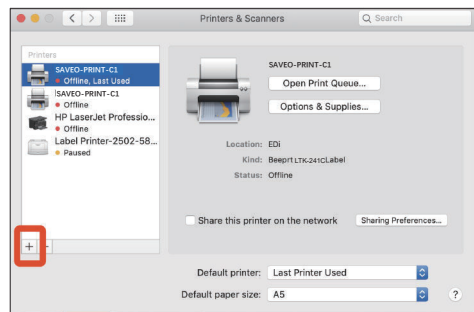 Printers & Scanners
Search
Printers
SAVEO-PRINT-C1
Offline, Last Used
SAVEO-PRINT-C1
Offline
HP LaserJet Professio...
Offline
Label Printer-2502-58...
Paused
+
-
SAVEO-PRINT-C1
Open Print Queue...
Options & Supplies...
Location: EDi
Kind: Beeprt LTK-241CLabel
Status: Offline
Share this printer on the network
Sharing Preferences...
Default printer: Last Printer Used
Default paper size: A5
?